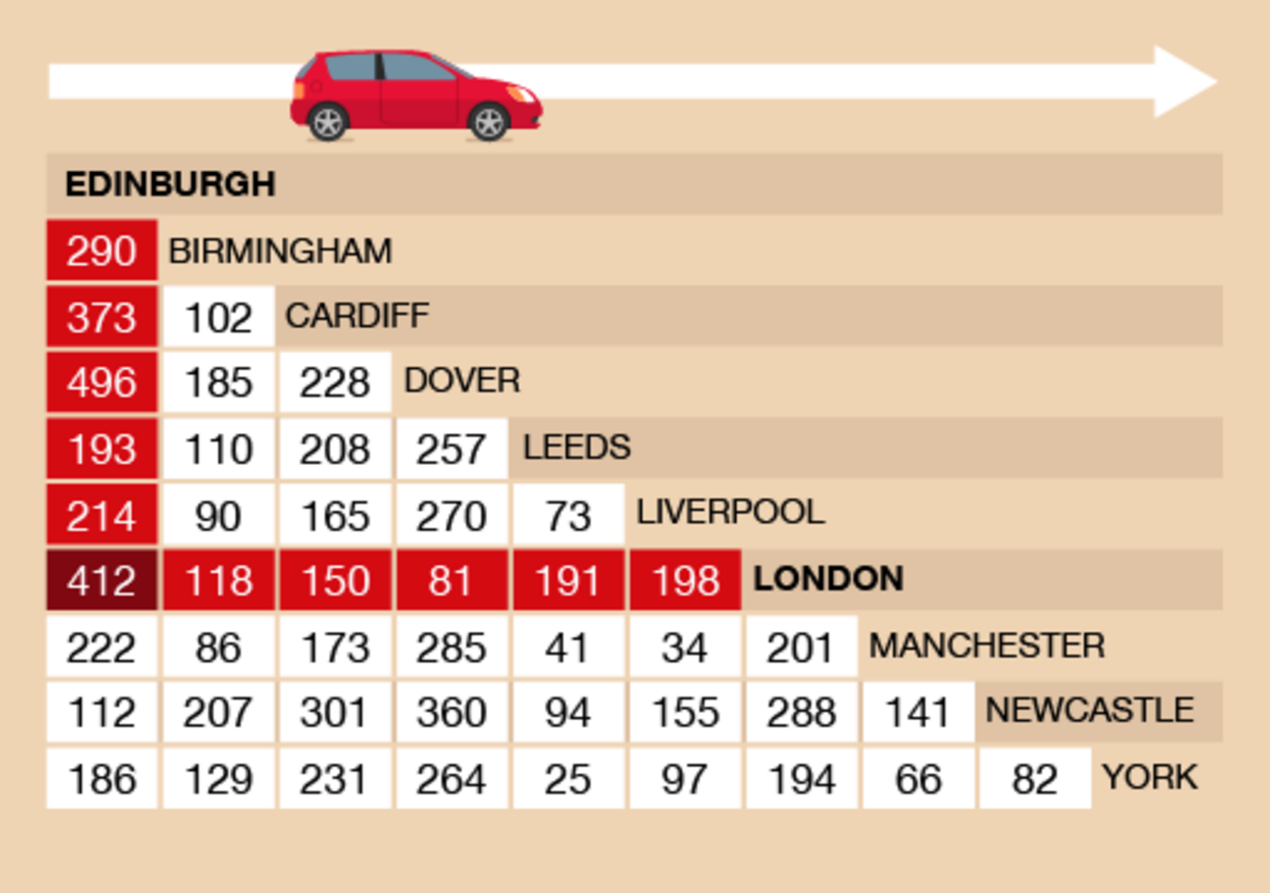 EDINBURGH
290 BIRMINGHAM
373 102 CARDIFF
496 185 228 DOVER
193 110 208 257 LEEDS
214 90 165 270 73 LIVERPOOL
412 118 150 81 191 198 LONDON
222 86 173 285 41 34 201 MANCHESTER
112 207 301 360 94 155 288 141 NEWCASTLE
186 129 231 264 25 97 194 66 82 YORK